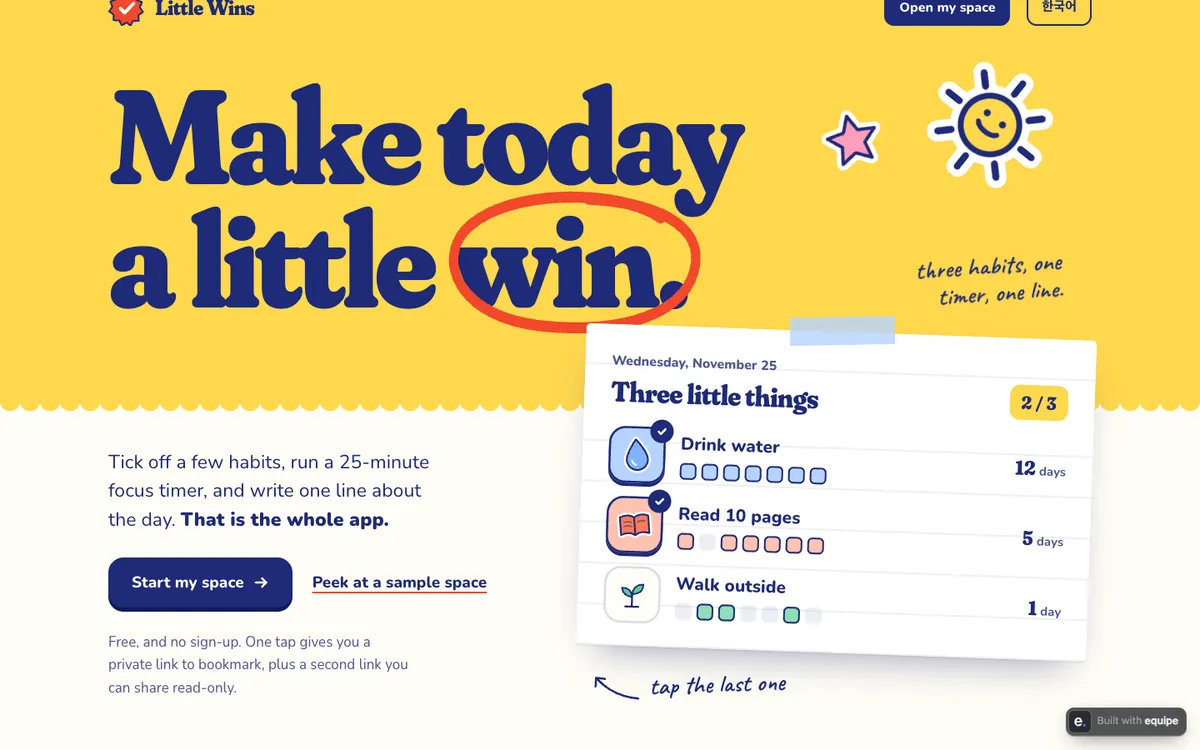 Little Wins
Open my space
한국어
Make today
a little win.
three habits, one
timer, one line.
Wednesday, November 25
Three little things
2 / 3
Drink water
12 days
Read 10 pages
5 days
Walk outside
1 day
tap the last one
Tick off a few habits, run a 25-minute
focus timer, and write one line about
the day. That is the whole app.
Start my space →
Peek at a sample space
Free, and no sign-up. One tap gives you a
private link to bookmark, plus a second link you
can share read-only.
e. Built with equipe